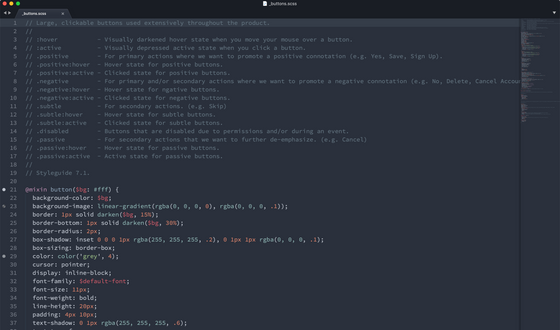 _buttons.scss
_buttons.scss
1 // Large, clickable buttons used extensively throughout the product.
2 //
3 // :hover - Visually darkened hover state when you move your mouse over a button.
4 // :active - Visually depressed active state when you click a button.
5 // .positive - For primary actions where we want to promote a positive connotation (e.g. Yes, Save, Sign Up).
6 // .positive:hover - Hover state for positive buttons.
7 // .positive:active - Clicked state for positive buttons.
8 // .negative - For primary and/or secondary actions where we want to promote a negative connotation (e.g. No, Delete, Cancel Accoun
9 // .negative:hover - Hover state for ngative buttons.
10 // .negative:active - Clicked state for negative buttons.
11 // .subtle - For secondary actions. (e.g. Skip)
12 // .subtle:hover - Hover state for subtle buttons.
13 // .subtle:active - Clicked state for subtle buttons.
14 // .disabled - Buttons that are disabled due to permissions and/or during an event.
15 // .passive - For secondary actions that we want to further de-emphasize. (e.g. Cancel)
16 // .passive:hover - Hover state for passive buttons.
17 // .passive:active - Active state for passive buttons.
18 //
19 // Styleguide 7.1.
20
21 @mixin button($bg: #fff) {
22 background-color: $bg;
23 background-image: linear-gradient(rgba(0, 0, 0, 0), rgba(0, 0, 0, .1));
24 border: 1px solid darken($bg, 15%);
25 border-bottom: 1px solid darken($bg, 30%);
26 border-radius: 2px;
27 box-shadow: inset 0 0 0 1px rgba(255, 255, 255, .2), 0 1px 1px rgba(0, 0, 0, .1);
28 box-sizing: border-box;
29 color: color('grey', 4);
30 cursor: pointer;
31 display: inline-block;
32 font-family: $default-font;
33 font-size: 11px;
34 font-weight: bold;
35 line-height: 20px;
36 padding: 4px 10px;
37 text-shadow: 0 1px rgba(255, 255, 255, .6);